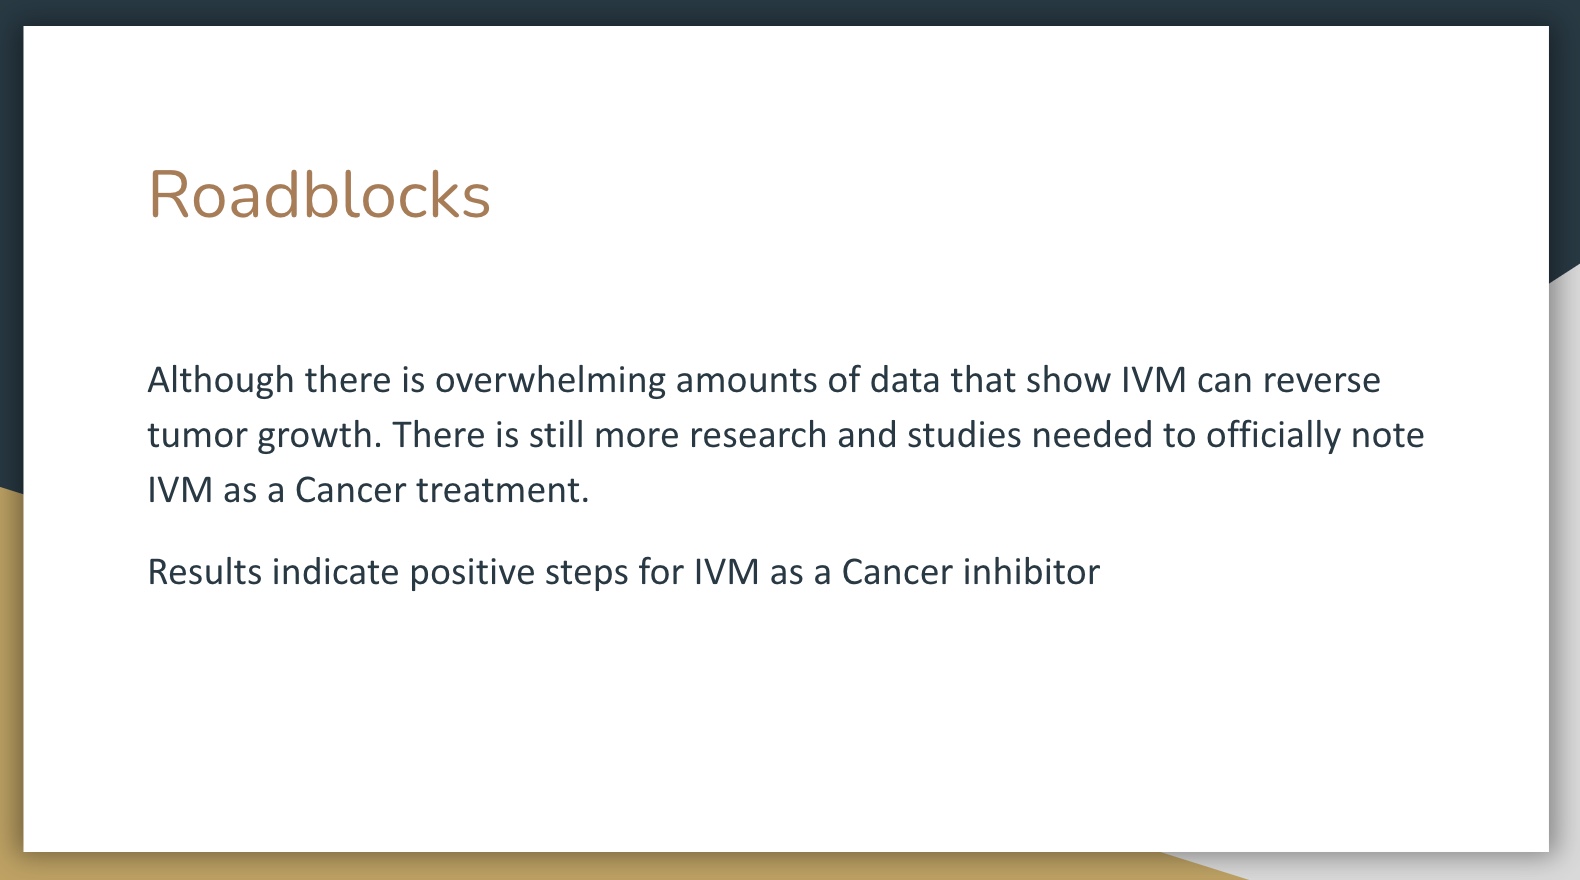 Roadblocks
Although there is overwhelming amounts of data that show IVM can reverse
tumor growth. There is still more research and studies needed to officially note
IVM as a Cancer treatment.
Results indicate positive steps for IVM as a Cancer inhibitor